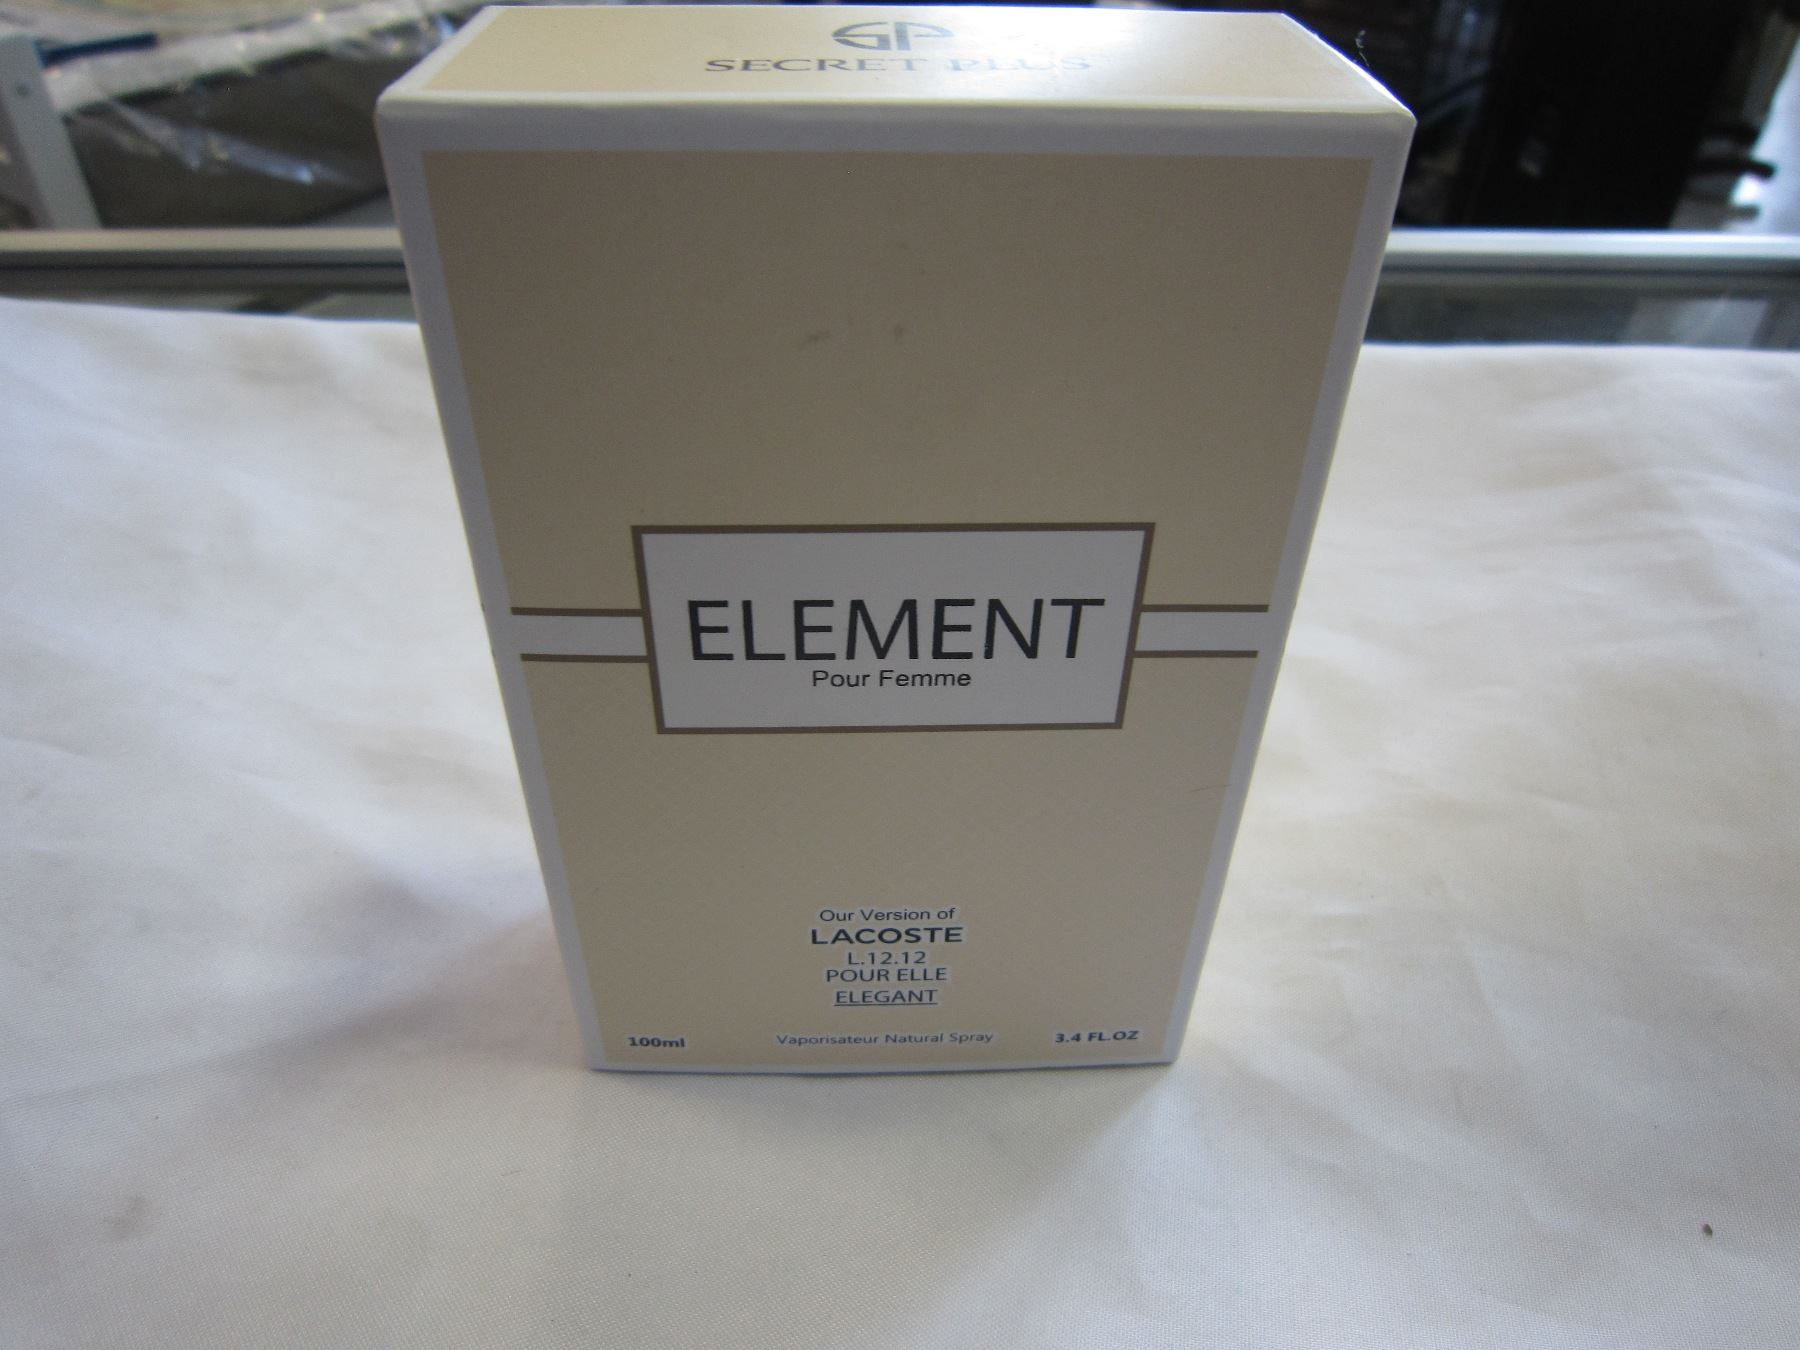 SP
SECRET PLUS
ELEMENT
Pour Femme
Our Version of
LACOSTE
L.12.12
POUR ELLE
ELEGANT
100ml Vaporisateur Natural Spray 3.4 FL.OZ